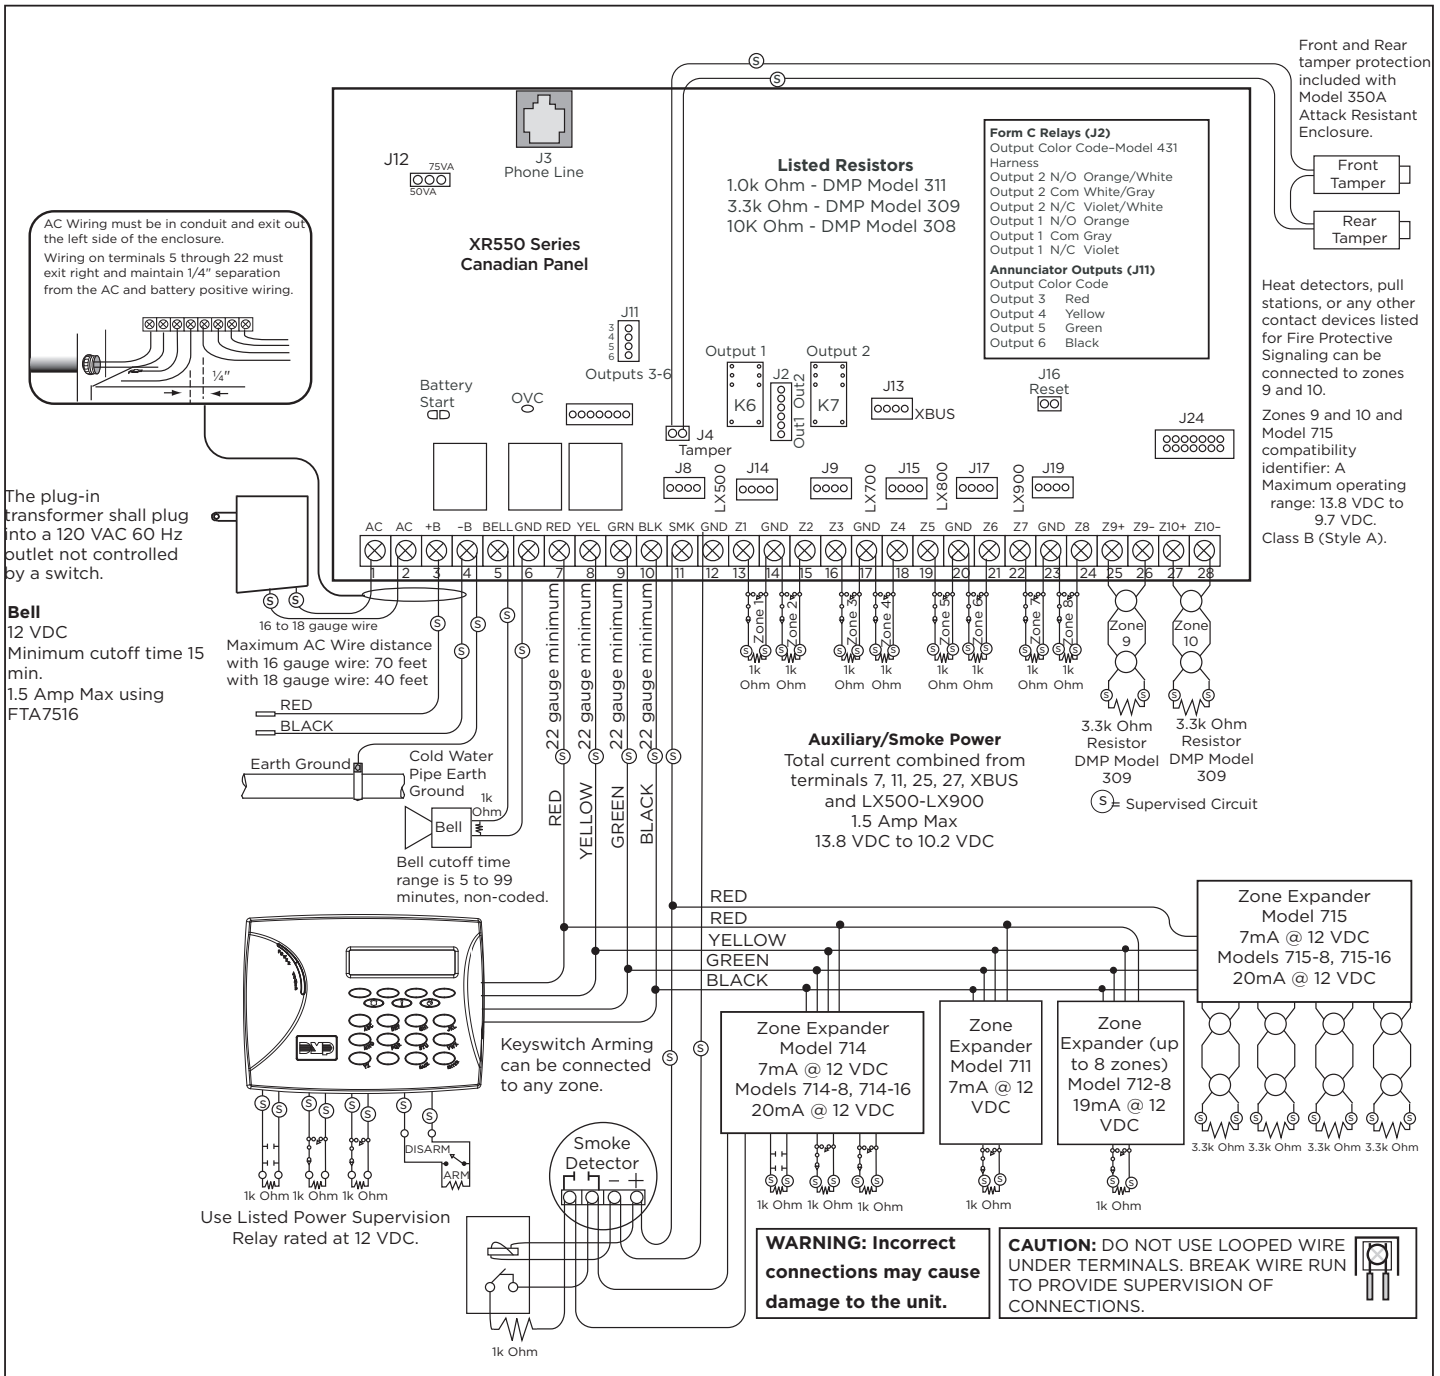 Front and Rear
tamper protection
included with
Model 350A
Attack Resistant
Enclosure.
Front
Tamper
Rear
Tamper
J3
Phone Line
J12
75VA
50VA
Listed Resistors
1.0k Ohm - DMP Model 311
3.3k Ohm - DMP Model 309
10K Ohm - DMP Model 308
Form C Relays (J2)
Output Color Code–Model 431
Harness
Output 2 N/O Orange/White
Output 2 Com White/Gray
Output 2 N/C Violet/White
Output 1 N/O Orange
Output 1 Com Gray
Output 1 N/C Violet
Annunciator Outputs (J11)
Output Color Code
Output 3 Red
Output 4 Yellow
Output 5 Green
Output 6 Black
XR550 Series
Canadian Panel
AC Wiring must be in conduit and exit out
the left side of the enclosure.
Wiring on terminals 5 through 22 must
exit right and maintain 1/4" separation
from the AC and battery positive wiring.
¼"
J11
3
4
5
6
Outputs 3-6
Battery
Start
OVC
Output 1
K6
J2
Out1 Out2
Output 2
K7
J13
XBUS
J16
Reset
J24
J4
Tamper
J8
LX500
J14
J9
LX700
J15
LX800
J17
LX900
J19
Heat detectors, pull
stations, or any other
contact devices listed
for Fire Protective
Signaling can be
connected to zones
9 and 10.
Zones 9 and 10 and
Model 715
compatibility
identifier: A
Maximum operating
range: 13.8 VDC to
9.7 VDC.
Class B (Style A).
AC AC +B –B BELL GND RED YEL GRN BLK SMK GND Z1 GND Z2 Z3 GND Z4 Z5 GND Z6 Z7 GND Z8 Z9+ Z9– Z10+ Z10–
1 2 3 4 5 6 7 8 9 10 11 12 13 14 15 16 17 18 19 20 21 22 23 24 25 26 27 28
The plug-in
transformer shall plug
into a 120 VAC 60 Hz
outlet not controlled
by a switch.
Bell
12 VDC
Minimum cutoff time 15
min.
1.5 Amp Max using
FTA7516
16 to 18 gauge wire
Maximum AC Wire distance
with 16 gauge wire: 70 feet
with 18 gauge wire: 40 feet
RED
BLACK
Earth Ground
Cold Water
Pipe Earth
Ground
1k
Ohm
Bell
Bell cutoff time
range is 5 to 99
minutes, non-coded.
22 gauge minimum
22 gauge minimum
22 gauge minimum
22 gauge minimum
RED
YELLOW
GREEN
BLACK
Zone 1
Zone 2
Zone 3
Zone 4
Zone 5
Zone 6
Zone 7
Zone 8
1k
Ohm
1k
Ohm
1k
Ohm
1k
Ohm
1k
Ohm
1k
Ohm
1k
Ohm
1k
Ohm
Zone
9
Zone
10
3.3k Ohm
Resistor
DMP Model
309
3.3k Ohm
Resistor
DMP Model
309
S = Supervised Circuit
Auxiliary/Smoke Power
Total current combined from
terminals 7, 11, 25, 27, XBUS
and LX500-LX900
1.5 Amp Max
13.8 VDC to 10.2 VDC
RED
RED
YELLOW
GREEN
BLACK
Zone Expander
Model 715
7mA @ 12 VDC
Models 715-8, 715-16
20mA @ 12 VDC
3.3k Ohm 3.3k Ohm 3.3k Ohm 3.3k Ohm
Zone Expander
Model 714
7mA @ 12 VDC
Models 714-8, 714-16
20mA @ 12 VDC
1k Ohm 1k Ohm 1k Ohm
Zone
Expander
Model 711
7mA @ 12
VDC
1k Ohm
Zone
Expander (up
to 8 zones)
Model 712-8
19mA @ 12
VDC
1k Ohm
DMP
Keyswitch Arming
can be connected
to any zone.
DISARM
ARM
1k Ohm 1k Ohm 1k Ohm
Use Listed Power Supervision
Relay rated at 12 VDC.
Smoke
Detector
– +
1k Ohm
WARNING: Incorrect
connections may cause
damage to the unit.
CAUTION: DO NOT USE LOOPED WIRE
UNDER TERMINALS. BREAK WIRE RUN
TO PROVIDE SUPERVISION OF
CONNECTIONS.